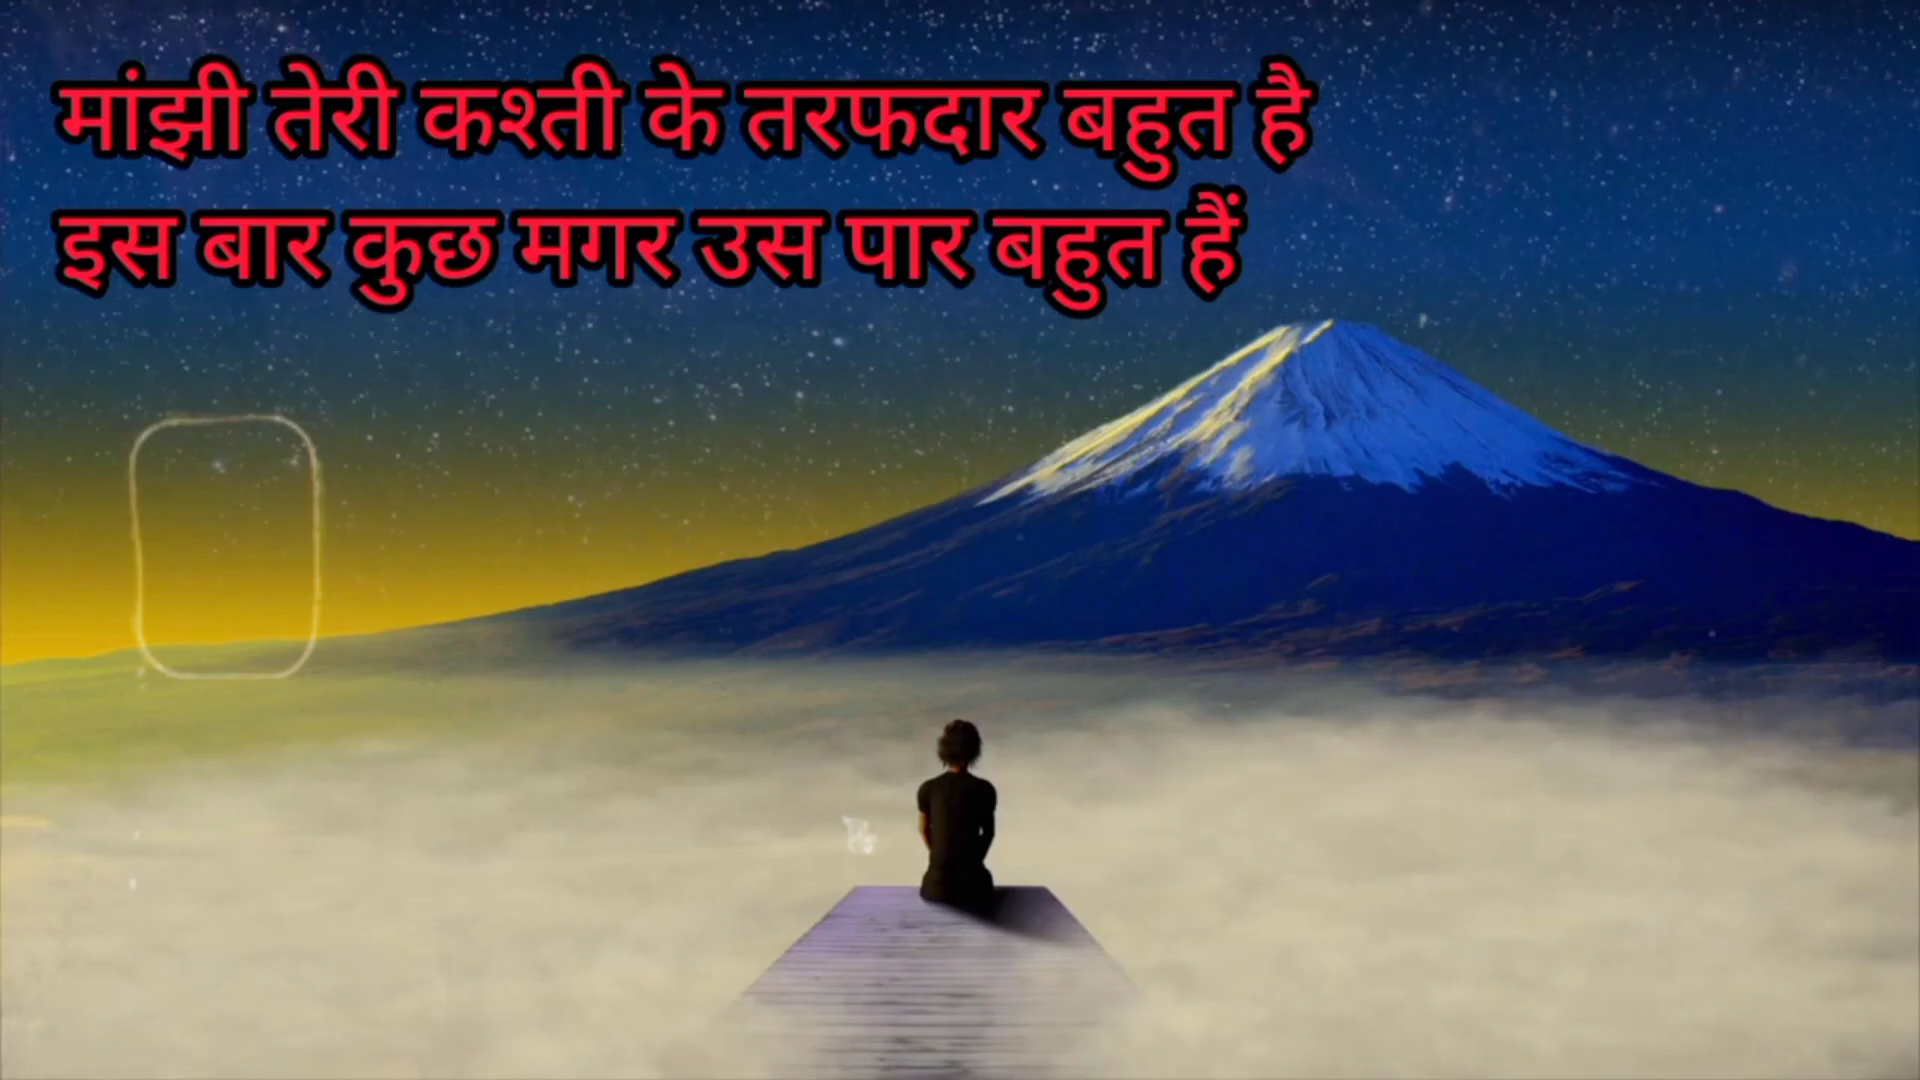 मांझी तेरी कश्ती के तरफदार बहुत है
इस बार कुछ मगर उस पार बहुत हैं